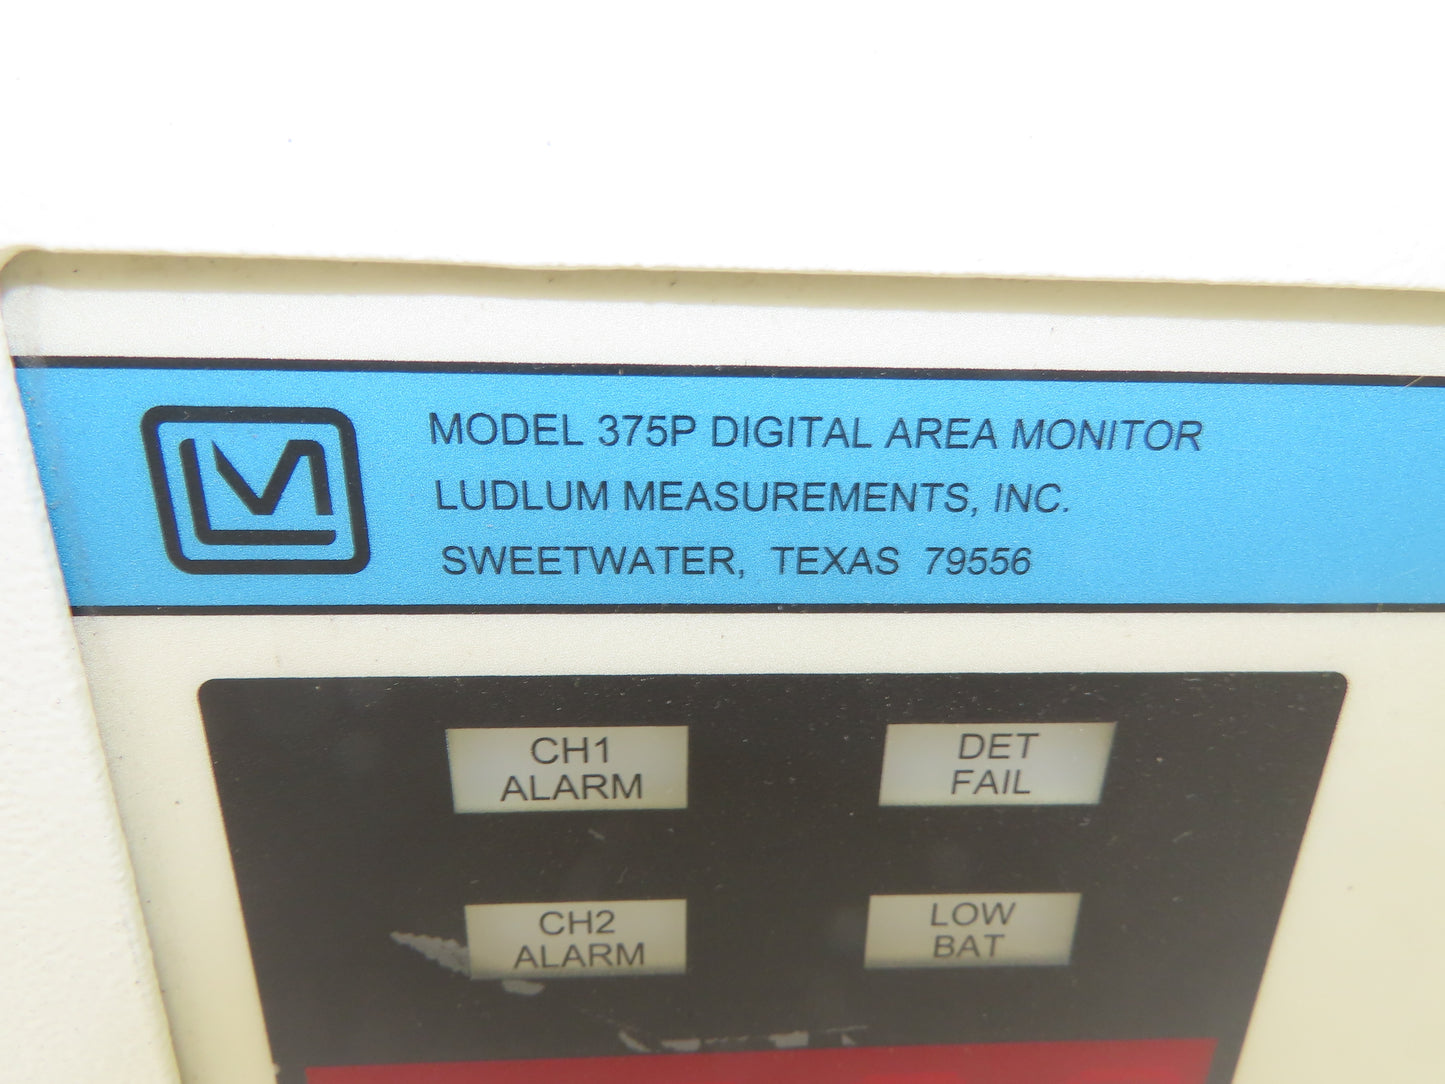 LM
MODEL 375P DIGITAL AREA MONITOR
LUDLUM MEASUREMENTS, INC.
SWEETWATER, TEXAS 79556
CH1
ALARM
DET
FAIL
CH2
ALARM
LOW
BAT